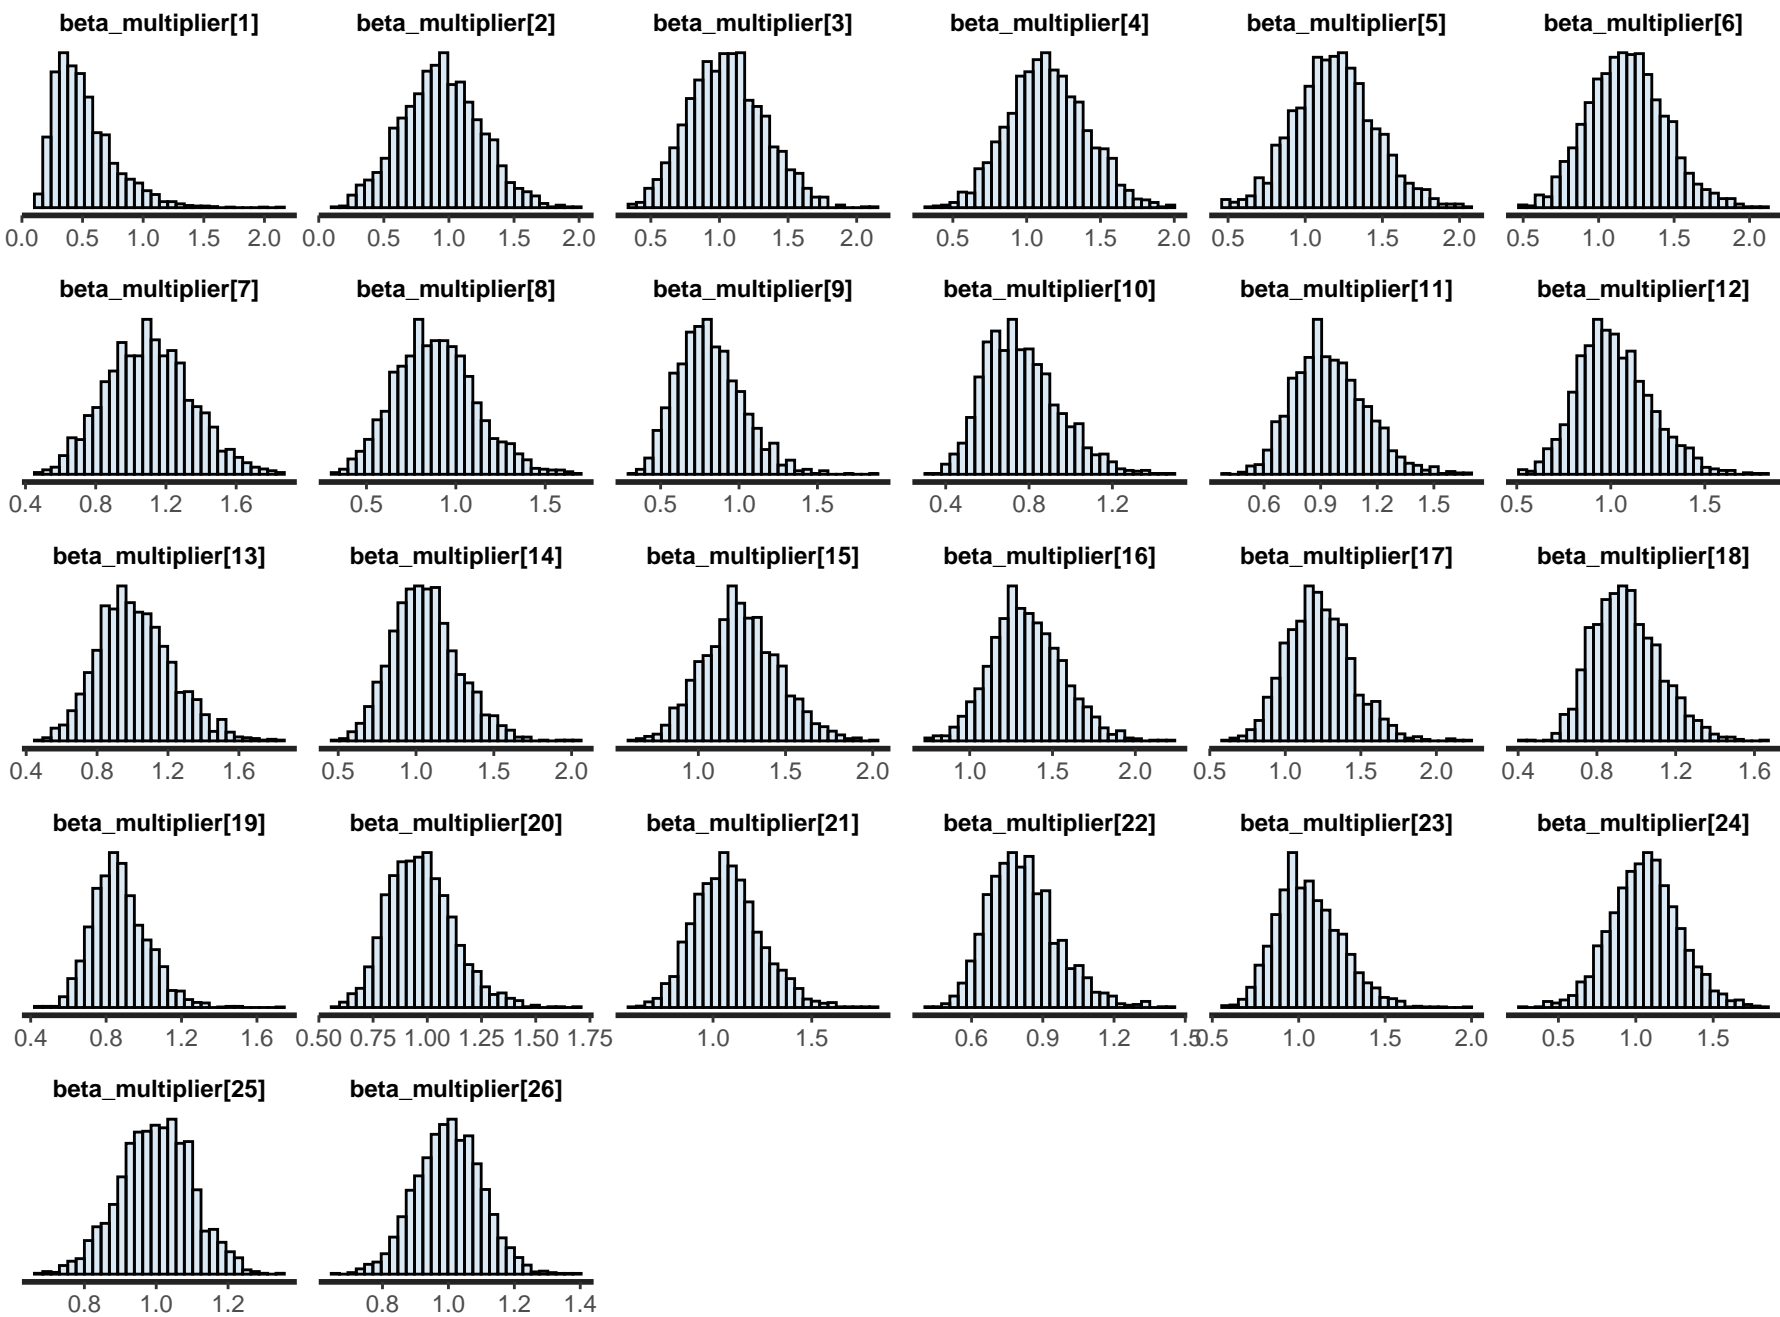 beta_multiplier[1] beta_multiplier[2] beta_multiplier[3] beta_multiplier[4] beta_multiplier[5] beta_multiplier[6]
0.0 0.5 1.0 1.5 2.0 0.0 0.5 1.0 1.5 2.0 0.5 1.0 1.5 2.0 0.5 1.0 1.5 2.0 0.5 1.0 1.5 2.0 0.5 1.0 1.5 2.0
beta_multiplier[7] beta_multiplier[8] beta_multiplier[9] beta_multiplier[10] beta_multiplier[11] beta_multiplier[12]
0.4 0.8 1.2 1.6 0.5 1.0 1.5 0.5 1.0 1.5 0.4 0.8 1.2 0.6 0.9 1.2 1.5 0.5 1.0 1.5
beta_multiplier[13] beta_multiplier[14] beta_multiplier[15] beta_multiplier[16] beta_multiplier[17] beta_multiplier[18]
0.4 0.8 1.2 1.6 0.5 1.0 1.5 2.0 1.0 1.5 2.0 1.0 1.5 2.0 0.5 1.0 1.5 2.0 0.4 0.8 1.2 1.6
beta_multiplier[19] beta_multiplier[20] beta_multiplier[21] beta_multiplier[22] beta_multiplier[23] beta_multiplier[24]
0.4 0.8 1.2 1.6 0.50 0.75 1.00 1.25 1.50 1.75 1.0 1.5 0.6 0.9 1.2 1.5 0.5 1.0 1.5 2.0 0.5 1.0 1.5
beta_multiplier[25] beta_multiplier[26]
0.8 1.0 1.2 0.8 1.0 1.2 1.4